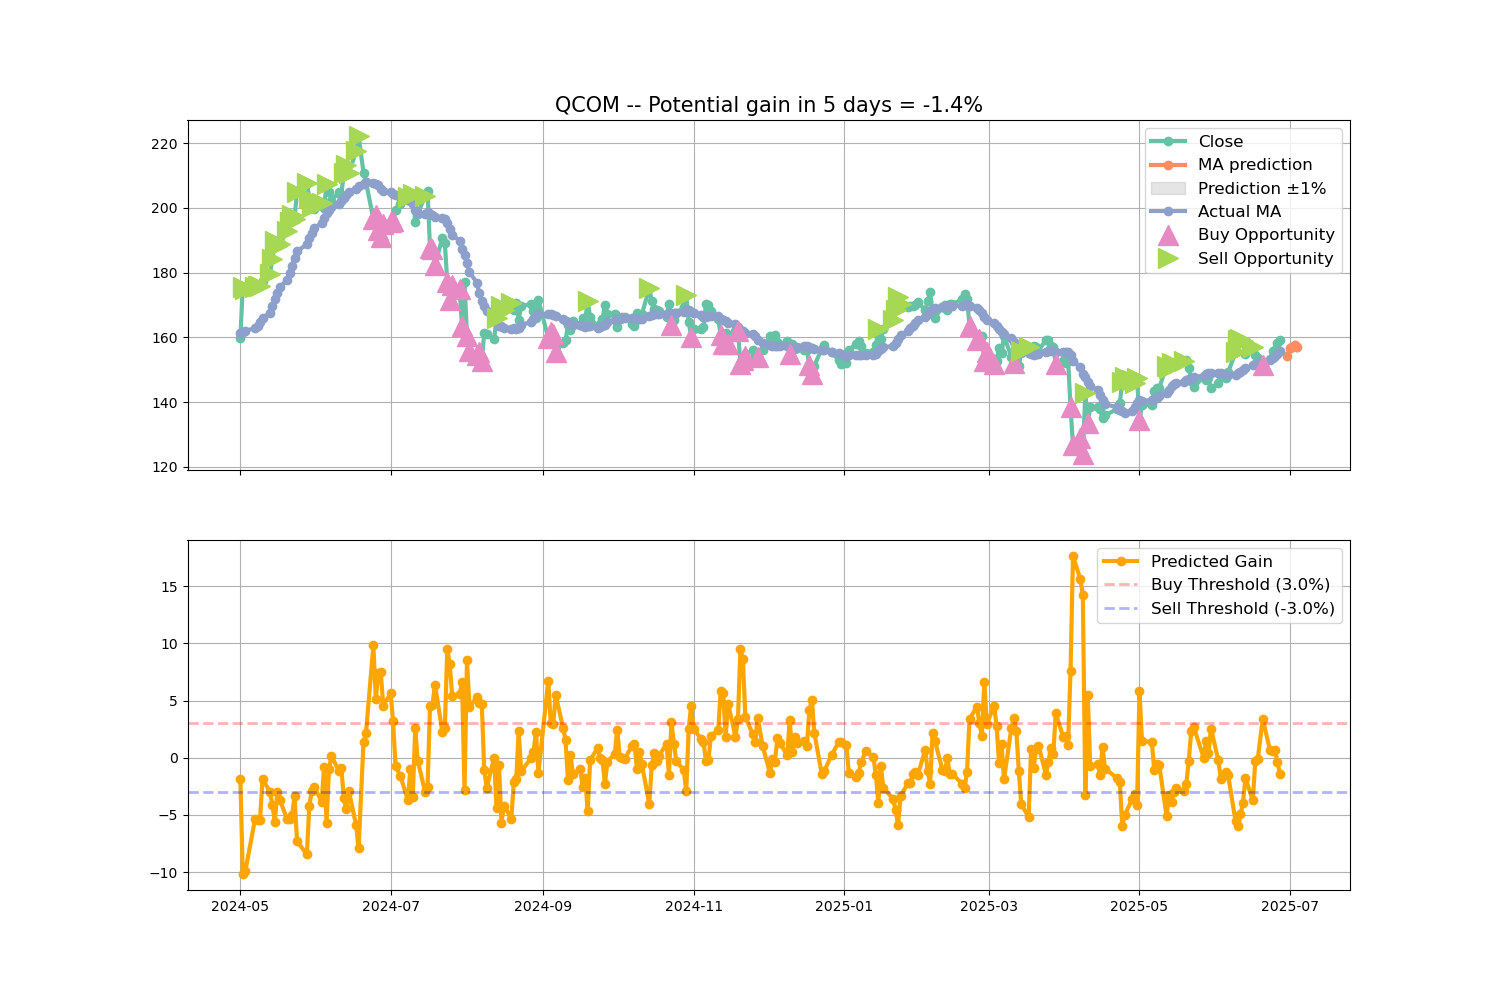 QCOM -- Potential gain in 5 days = -1.4%
220
200
180
160
140
120
Close
MA prediction
Prediction ±1%
Actual MA
Buy Opportunity
Sell Opportunity
15
10
5
0
−5
−10
Predicted Gain
Buy Threshold (3.0%)
Sell Threshold (-3.0%)
2024-05
2024-07
2024-09
2024-11
2025-01
2025-03
2025-05
2025-07